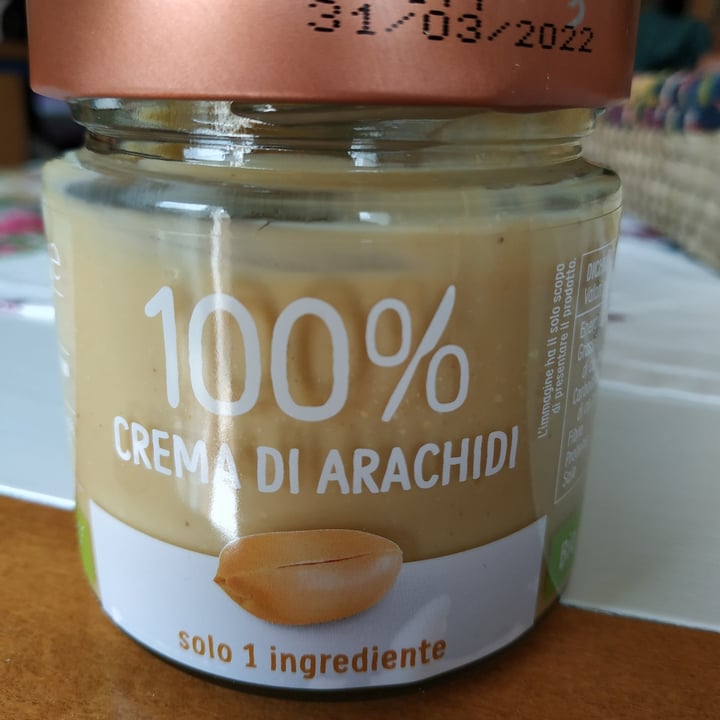 31/03/2022
100%
CREMA DI ARACHIDI
solo 1 ingrediente
L'immagine ha il solo scopo
di presentare il prodotto.